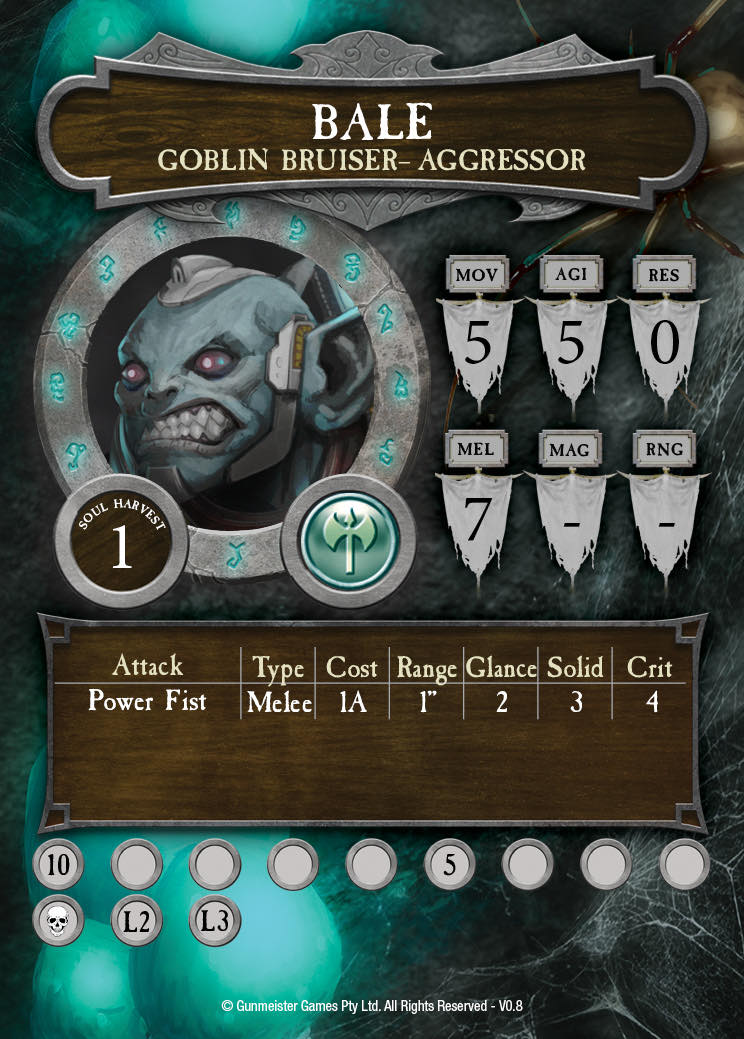 BALE
GOBLIN BRUISER- AGGRESSOR
MOV AGI RES
5 5 0
MEL MAG RNG
7 - -
SOUL HARVEST
1
Attack Type Cost Range Glance Solid Crit
Power Fist Melee 1A 1" 2 3 4
10 5
L2 L3
© Gunmeister Games Pty Ltd. All Rights Reserved - V0.8